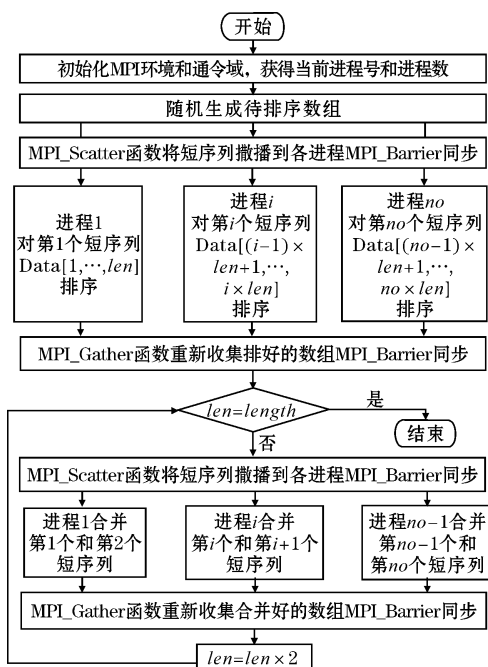 开始
初始化MPI环境和通令域，获得当前进程号和进程数
随机生成待排序数组
MPI_Scatter函数将短序列撒播到各进程MPI_Barrier同步
进程1
对第1个短序列
Data[1,…,len]
排序
进程i
对第i个短序列
Data[(i−1)×
len+1,…,
i×len]
排序
进程no
对第no个短序列
Data[(no−1)×
len+1,…,
no×len]
排序
MPI_Gather函数重新收集排好的数组MPI_Barrier同步
len=length
是
结束
否
MPI_Scatter函数将短序列撒播到各进程MPI_Barrier同步
进程1合并
第1个和第2个
短序列
进程i合并
第i个和第i+1个
短序列
进程no−1合并
第no−1个和
第no个短序列
MPI_Gather函数重新收集合并好的数组MPI_Barrier同步
len=len×2